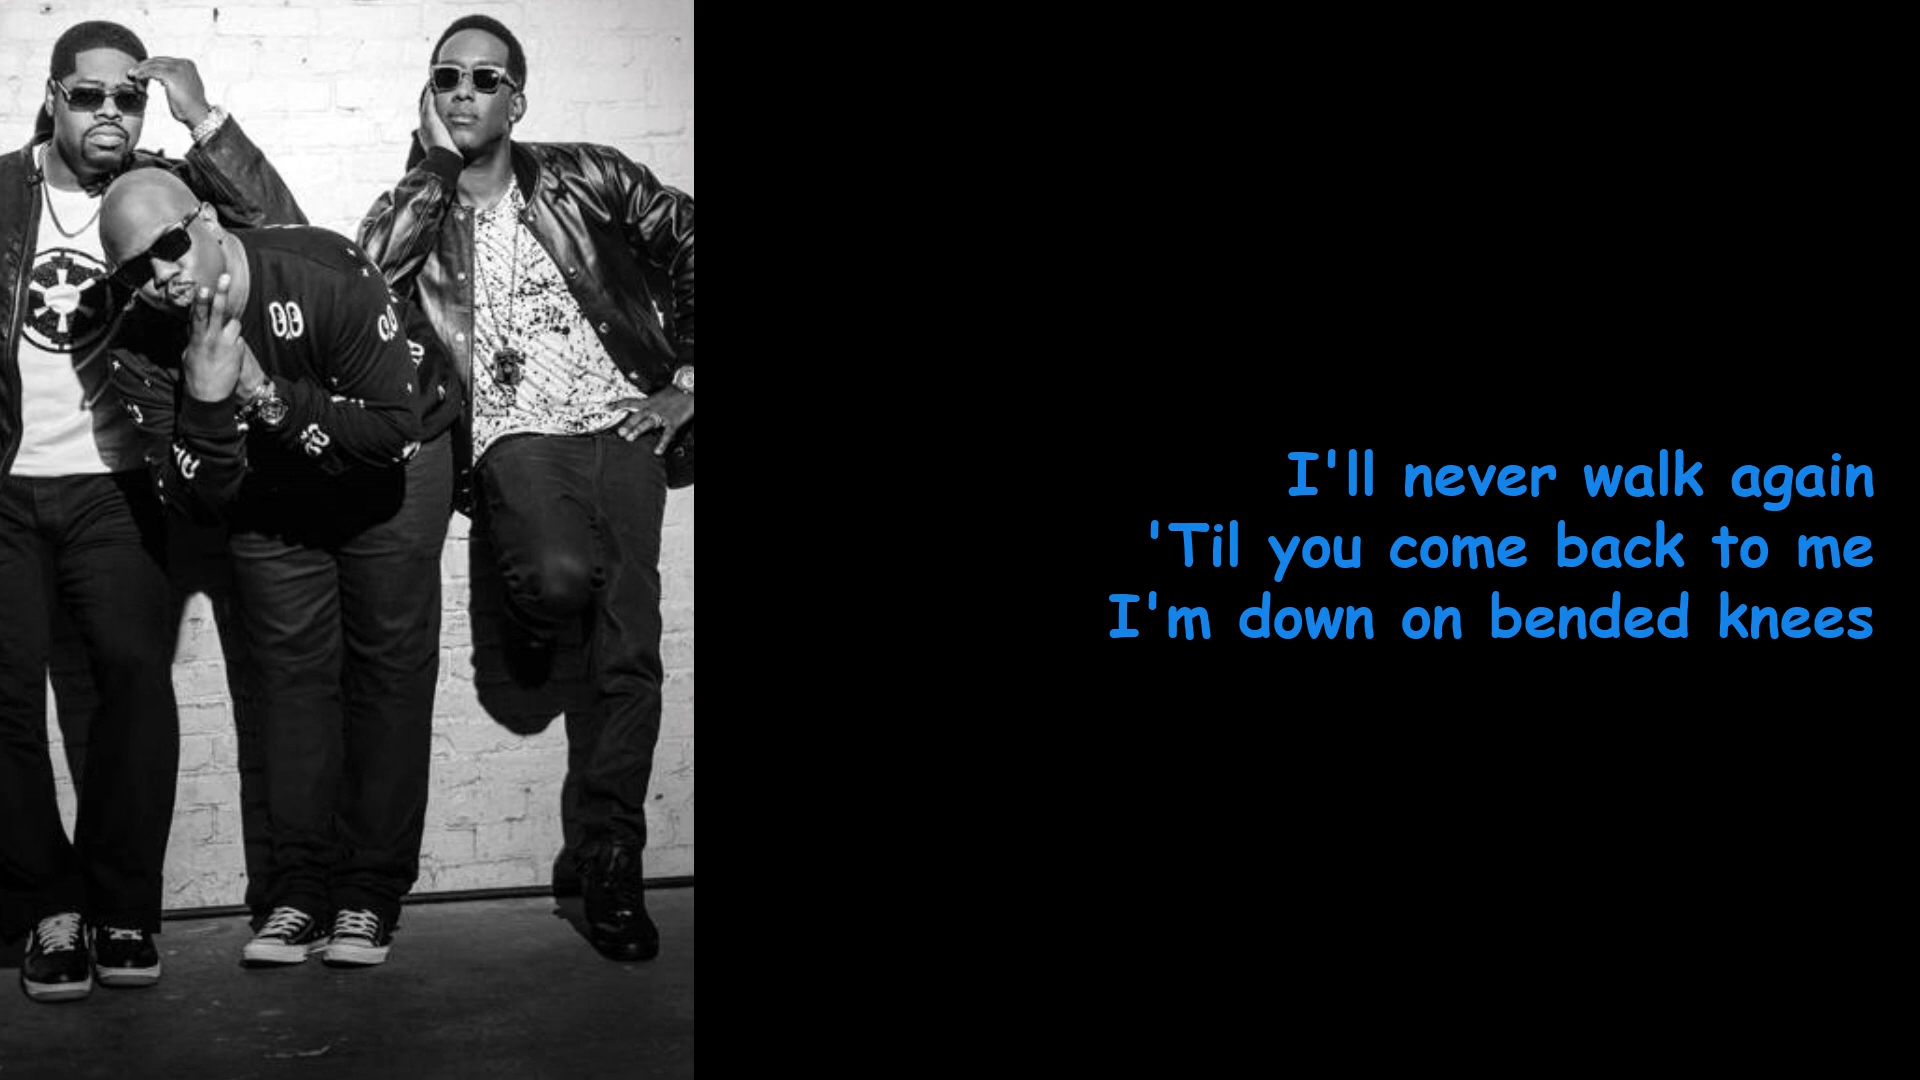 I'll never walk again
'Til you come back to me
I'm down on bended knees